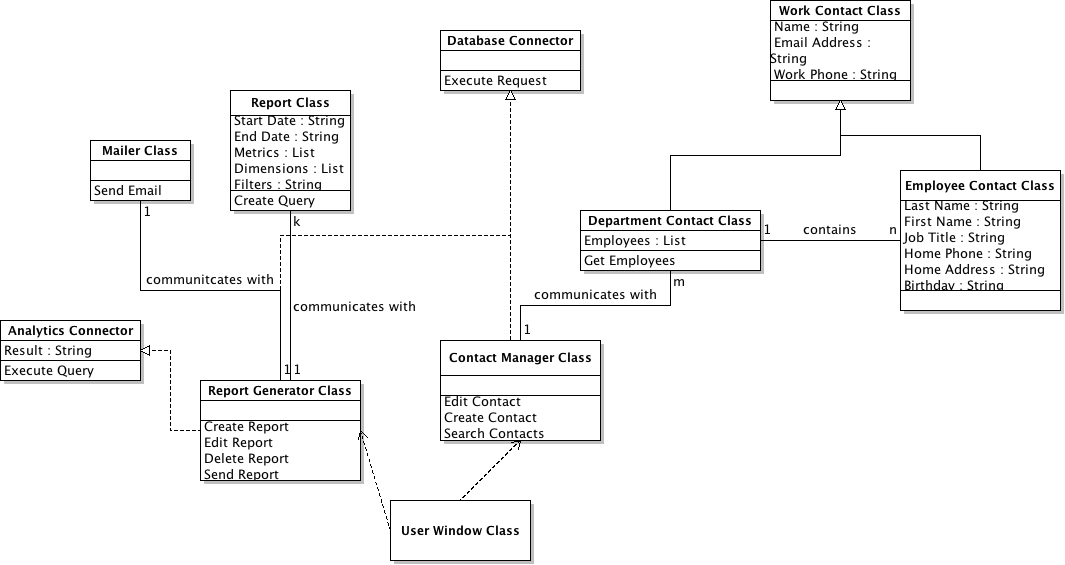 Work Contact Class
Name : String
Email Address :
String
Work Phone : String
Database Connector
Execute Request
Report Class
Start Date : String
End Date : String
Metrics : List
Dimensions : List
Filters : String
Create Query
k
Mailer Class
Send Email
1
Employee Contact Class
Last Name : String
First Name : String
Job Title : String
Home Phone : String
Home Address : String
Birthday : String
Department Contact Class
Employees : List
Get Employees
1 contains n
m
communitcates with
communicates with
communicates with
1
Analytics Connector
Result : String
Execute Query
Contact Manager Class
Edit Contact
Create Contact
Search Contacts
1 1
Report Generator Class
Create Report
Edit Report
Delete Report
Send Report
User Window Class